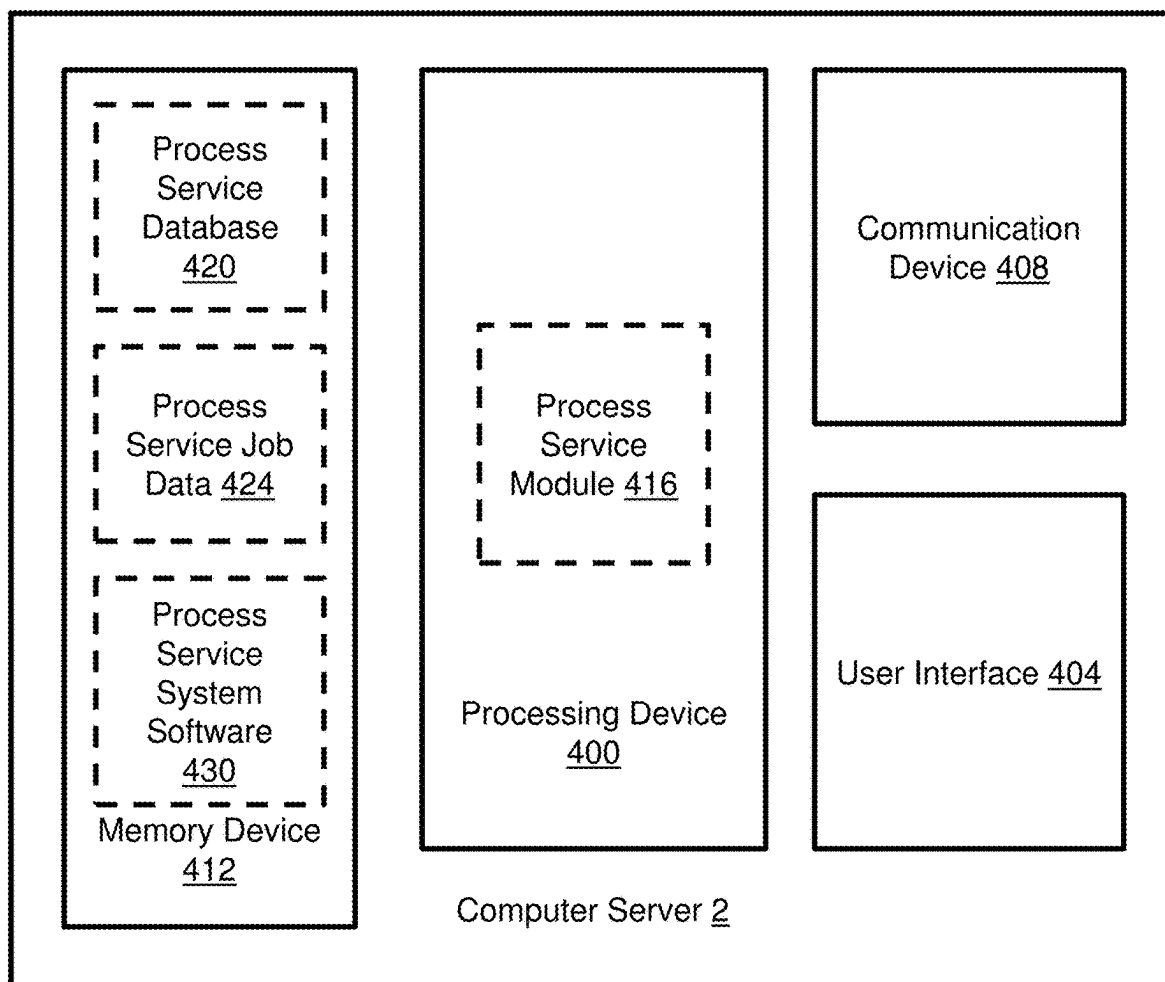 Process
Service
Database
420
Process
Service Job
Data 424
Process
Service
System
Software
430
Memory Device
412
Process
Service
Module 416
Processing Device
400
Communication
Device 408
User Interface 404
Computer Server 2